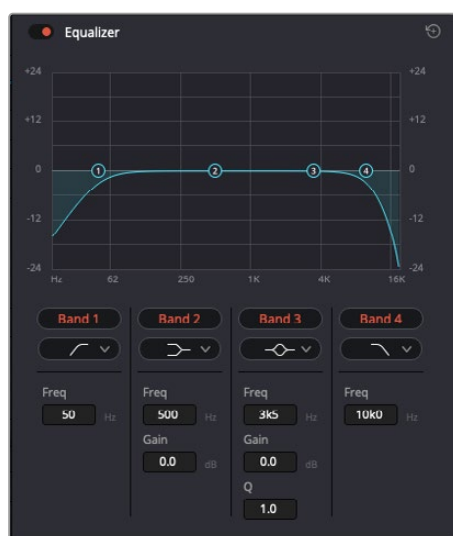 Equalizer
+24 +24
+12 +12
0 1 2 3 4 0
-12 -12
-24 -24
Hz 62 250 1K 4K 16K
Band 1 Band 2 Band 3 Band 4
Freq Freq Freq Freq
50 Hz 500 Hz 3k5 Hz 10k0 Hz
Gain Gain
0.0 dB 0.0 dB
Q
1.0